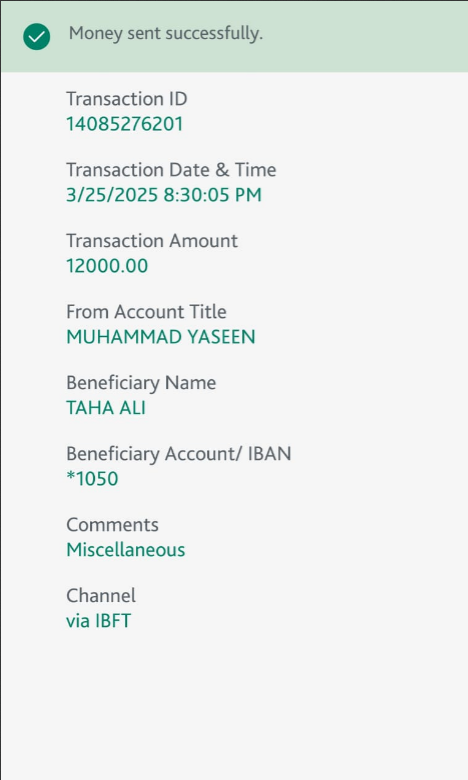 Money sent successfully.
Transaction ID
14085276201
Transaction Date & Time
3/25/2025 8:30:05 PM
Transaction Amount
12000.00
From Account Title
MUHAMMAD YASEEN
Beneficiary Name
TAHA ALI
Beneficiary Account/ IBAN
*1050
Comments
Miscellaneous
Channel
via IBFT